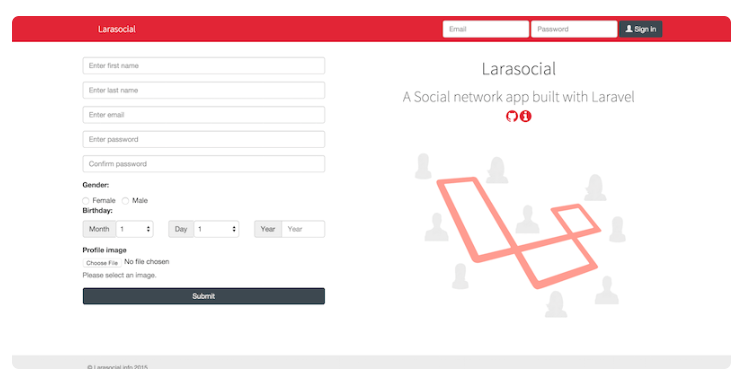 Larasocial
Email Password Sign In
Enter first name
Enter last name
Enter email
Enter password
Confirm password
Gender:
Female Male
Birthday:
Month 1 Day 1 Year Year
Profile image
Choose File No file chosen
Please select an image.
Submit
Larasocial
A Social network app built with Laravel
© Larasocial.info 2015